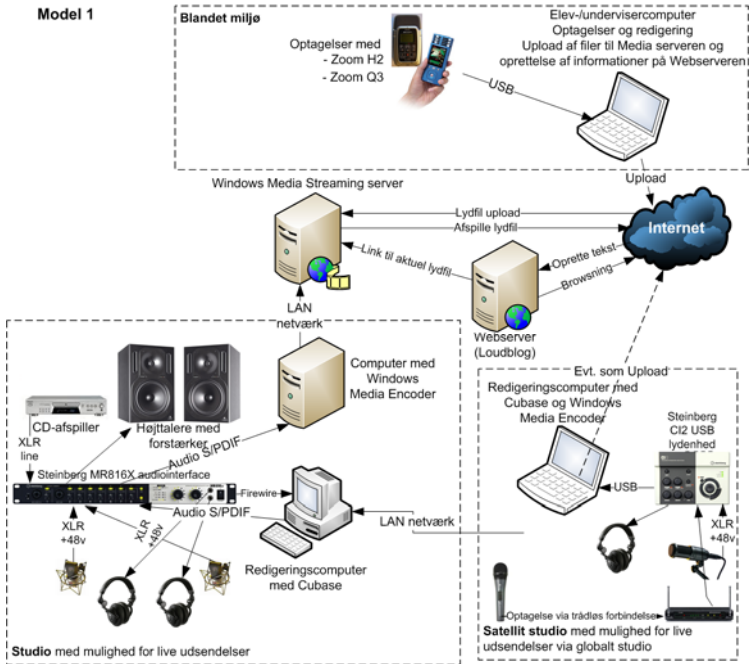 Model 1
Blandet miljø
Optagelser med
- Zoom H2
- Zoom Q3
USB
Elev-/undervisercomputer
Optagelser og redigering
Upload af filer til Media serveren og
oprettelse af informationer på Webserveren
Upload
Windows Media Streaming server
Lydfil upload
Afspille lydfil
Internet
Link til aktuel lydfil
Oprette tekst
Browsning
LAN
netværk
Webserver
(Loudblog)
Computer med
Windows
Media Encoder
CD-afspiller
Højttalere med
forstærker
XLR
line
Audio S/PDIF
Steinberg MR816X audiointerface
Firewire
Audio S/PDIF
XLR
+48v
XLR
+48v
XLR
+48v
Redigeringscomputer
med Cubase
LAN netværk
Studio med mulighed for live udsendelser
Evt. som Upload
Redigeringscomputer med
Cubase og Windows
Media Encoder
Steinberg
CI2 USB
lydenhed
USB
XLR
+48v
Optagelse via trådløs forbindelse
Satellit studio med mulighed for live
udsendelser via globalt studio